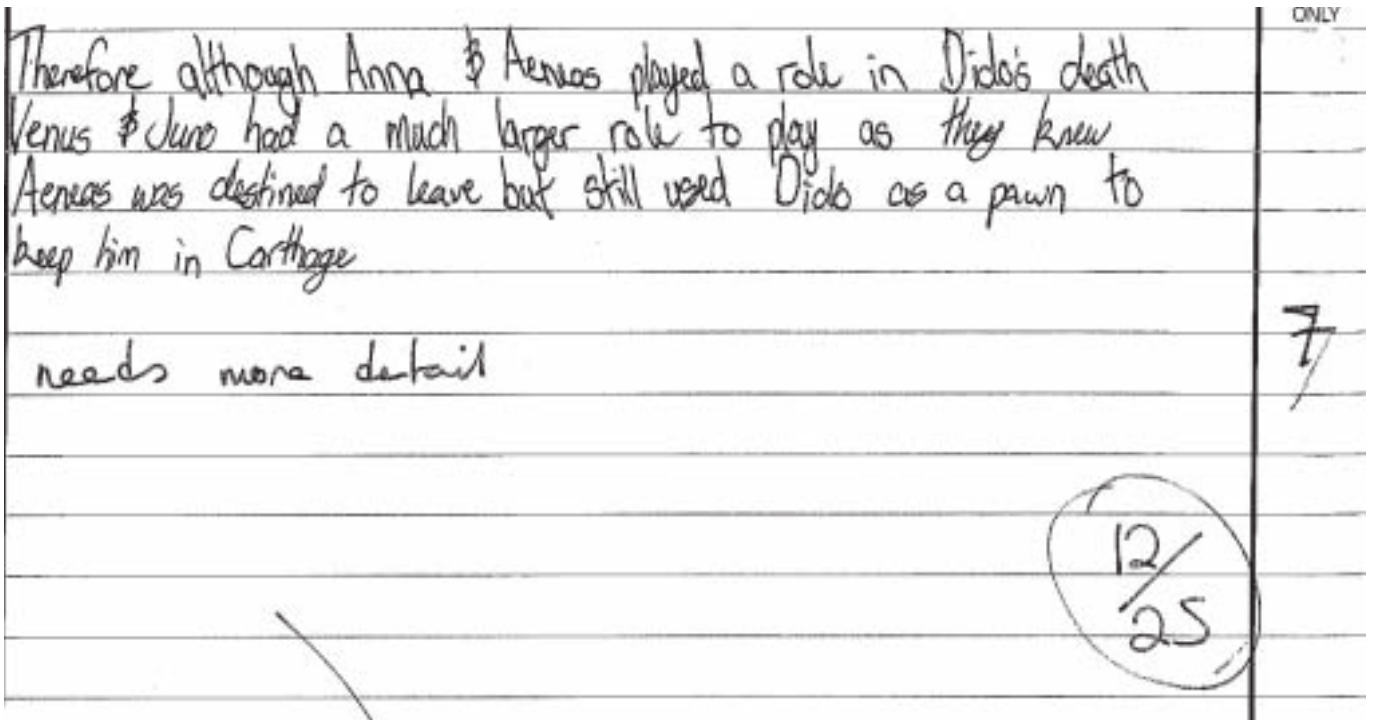 ONLY
Therefore although Anna & Aeneas played a role in Dido's death
Venus & Juno had a much larger role to play as they knew
Aeneas was destined to leave but still used Dido as a pawn to
keep him in Carthage
7/
needs more detail
12/25